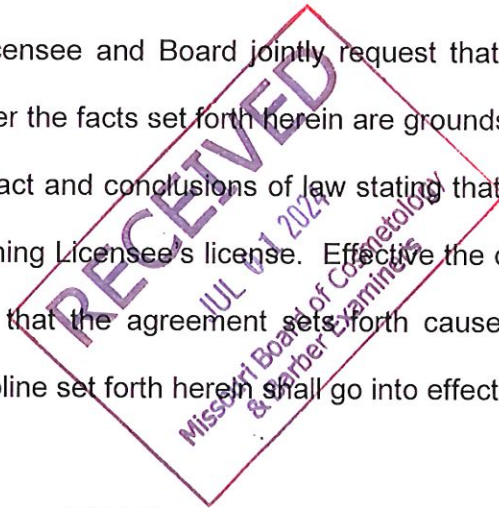 censee and Board jointly request that
er the facts set forth herein are grounds
act and conclusions of law stating that
ning Licensee's license. Effective the
that the agreement sets forth cause
pline set forth herein shall go into effect
RECEIVED
JUL 01 2024
Missouri Board of Cosmetology
& Barber Examiners